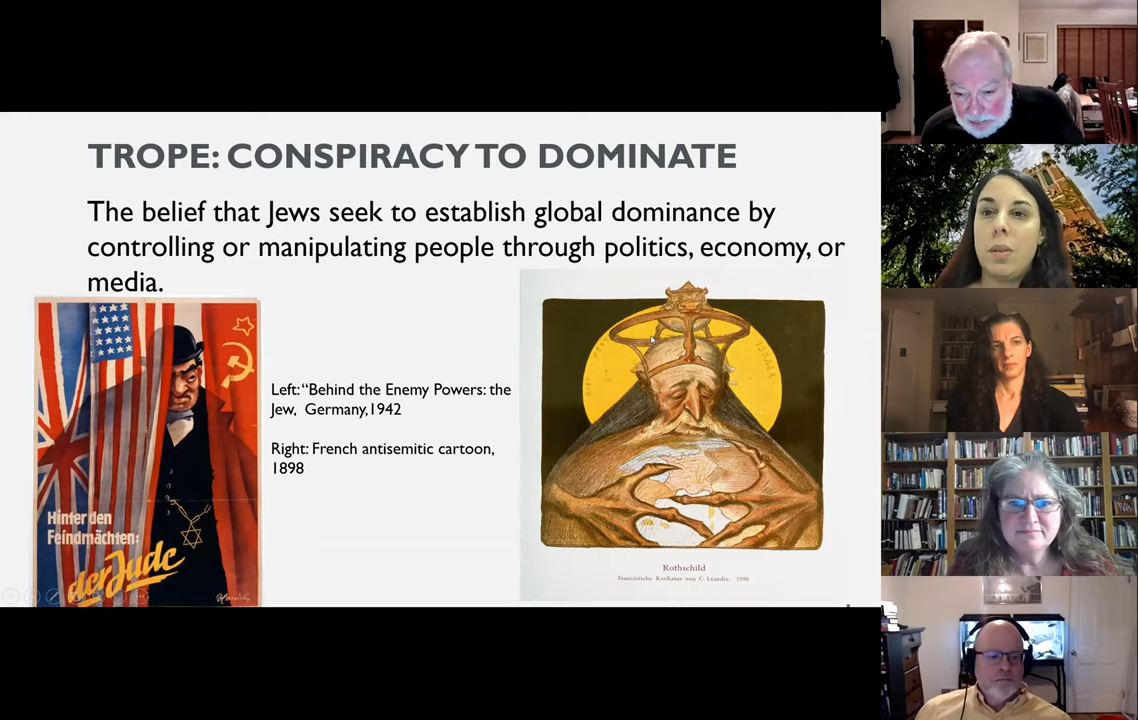 TROPE: CONSPIRACY TO DOMINATE
The belief that Jews seek to establish global dominance by
controlling or manipulating people through politics, economy, or
media.
Left: “Behind the Enemy Powers: the
Jew, Germany,1942
Right: French antisemitic cartoon,
1898
Hinter den
Feindmächten:
der Jude
Rothschild
Französische Karikatur von C. Léandre. 1898